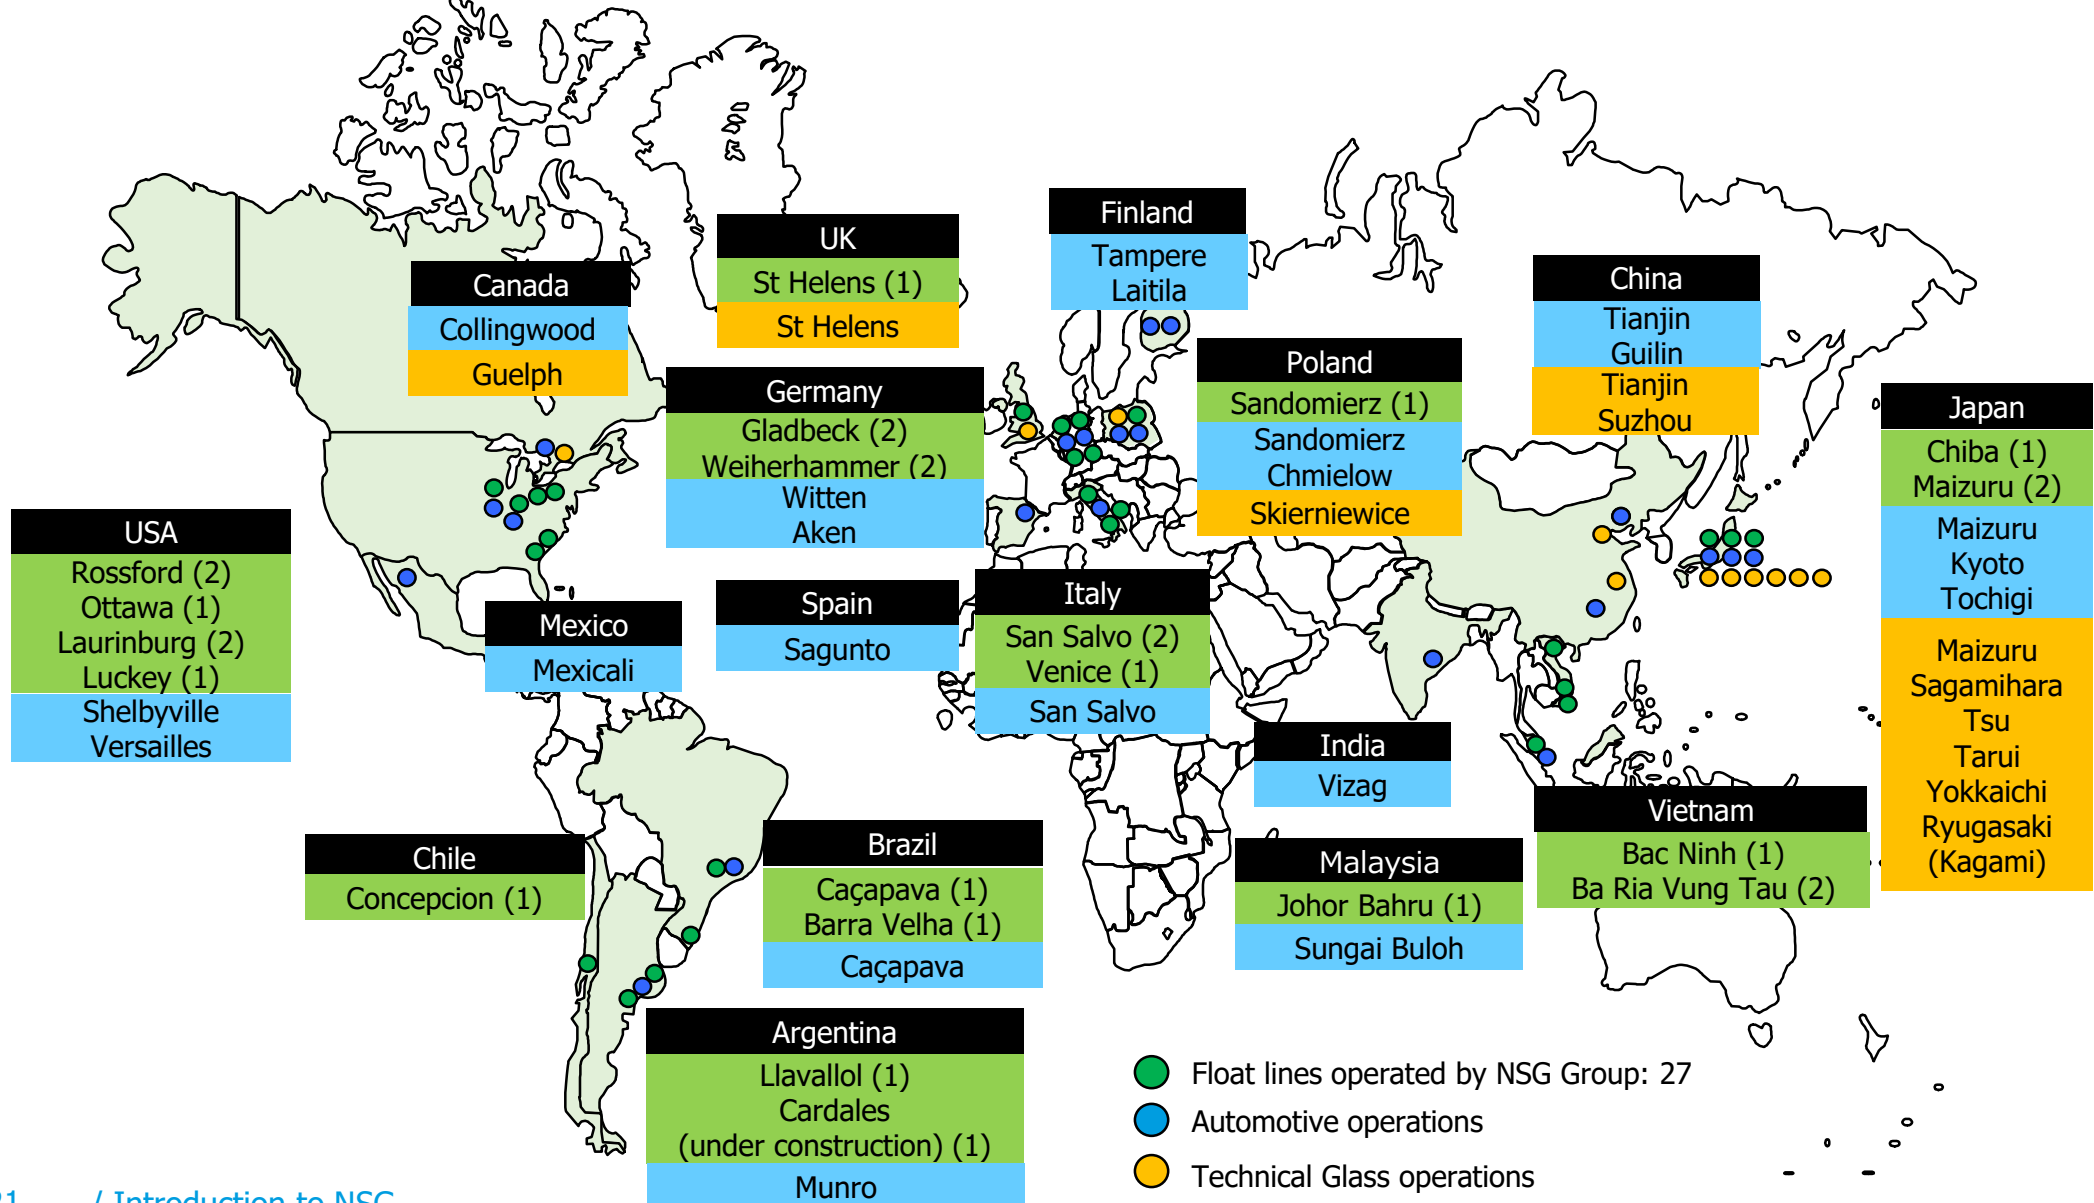 Canada
Collingwood
Guelph
UK
St Helens (1)
St Helens
Finland
Tampere
Laitila
China
Tianjin
Guilin
Tianjin
Suzhou
Germany
Gladbeck (2)
Weiherhammer (2)
Witten
Aken
Poland
Sandomierz (1)
Sandomierz
Chmielow
Skierniewice
Japan
Chiba (1)
Maizuru (2)
Maizuru
Kyoto
Tochigi
Maizuru
Sagamihara
Tsu
Tarui
Yokkaichi
Ryugasaki
(Kagami)
USA
Rossford (2)
Ottawa (1)
Laurinburg (2)
Luckey (1)
Shelbyville
Versailles
Mexico
Mexicali
Spain
Sagunto
Italy
San Salvo (2)
Venice (1)
San Salvo
India
Vizag
Vietnam
Bac Ninh (1)
Ba Ria Vung Tau (2)
Chile
Concepcion (1)
Brazil
Caçapava (1)
Barra Velha (1)
Caçapava
Malaysia
Johor Bahru (1)
Sungai Buloh
Argentina
Llavallol (1)
Cardales
(under construction) (1)
Munro
Float lines operated by NSG Group: 27
Automotive operations
Technical Glass operations
/ Introduction to NSG